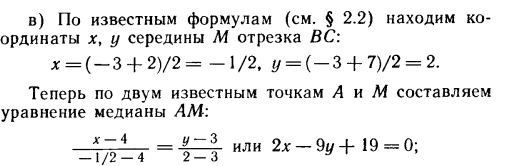 в) По известным формулам (см. § 2.2) находим ко-
ординаты x, y середины M отрезка BC:
x=(−3+2)/2=−1/2, y=(−3+7)/2=2.
Теперь по двум известным точкам A и M составляем
уравнение медианы AM:
(x−4)/(−1/2−4) = (y−3)/(2−3) или 2x−9y+19=0;